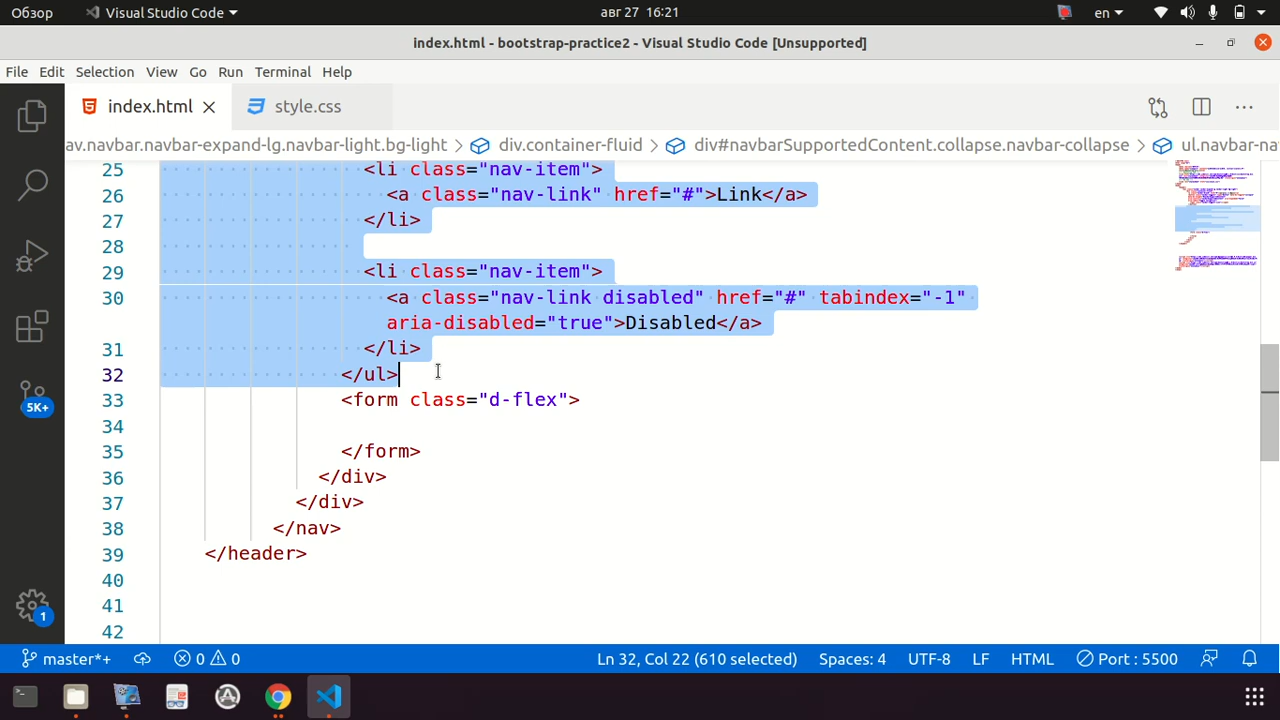 Обзор Visual Studio Code авг 27 16:21 en
index.html - bootstrap-practice2 - Visual Studio Code [Unsupported]
File Edit Selection View Go Run Terminal Help
index.html style.css
av.navbar.navbar-expand-lg.navbar-light.bg-light > div.container-fluid > div#navbarSupportedContent.collapse.navbar-collapse > ul.navbar-na
25 <li class="nav-item">
26 <a class="nav-link" href="#">Link</a>
27 </li>
28
29 <li class="nav-item">
30 <a class="nav-link disabled" href="#" tabindex="-1"
aria-disabled="true">Disabled</a>
31 </li>
32 </ul>
33 <form class="d-flex">
34
35 </form>
36 </div>
37 </div>
38 </nav>
39 </header>
40
41
42
5K+
1
master*+ 0 0 Ln 32, Col 22 (610 selected) Spaces: 4 UTF-8 LF HTML Port : 5500